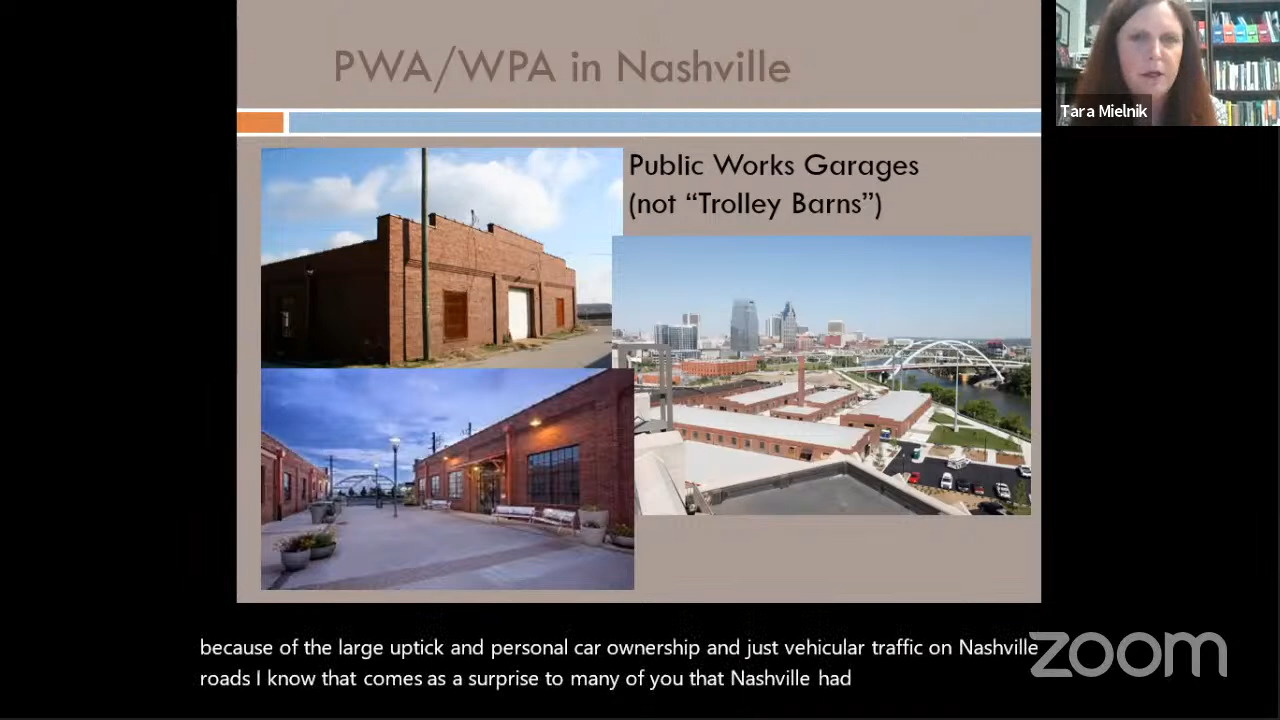 PWA/WPA in Nashville
Public Works Garages
(not “Trolley Barns”)
Tara Mielnik
because of the large uptick and personal car ownership and just vehicular traffic on Nashville
roads I know that comes as a surprise to many of you that Nashville had
zoom